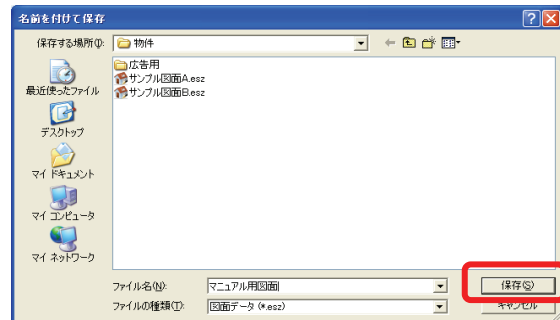 名前を付けて保存
保存する場所(I):
物件
広告用
サンプル図面A.esz
サンプル図面B.esz
最近使ったファイル
デスクトップ
マイ ドキュメント
マイ コンピュータ
マイ ネットワーク
ファイル名(N):
マニュアル用図面
保存(S)
ファイルの種類(T):
図面データ (*.esz)
キャンセル